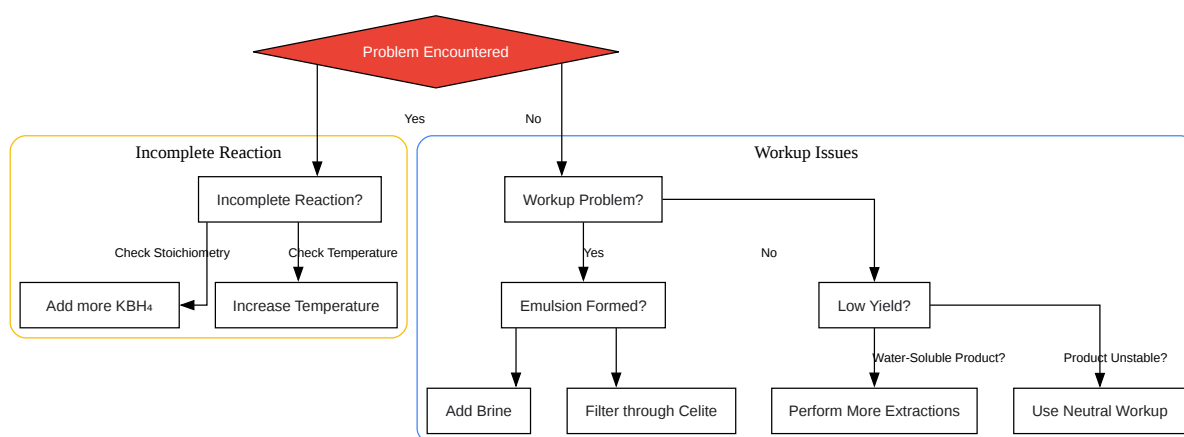 Problem Encountered
Yes
No
Incomplete Reaction
Workup Issues
Incomplete Reaction?
Workup Problem?
Check Stoichiometry
Check Temperature
Yes
No
Add more KBH₄
Increase Temperature
Emulsion Formed?
Low Yield?
Water-Soluble Product?
Product Unstable?
Add Brine
Filter through Celite
Perform More Extractions
Use Neutral Workup